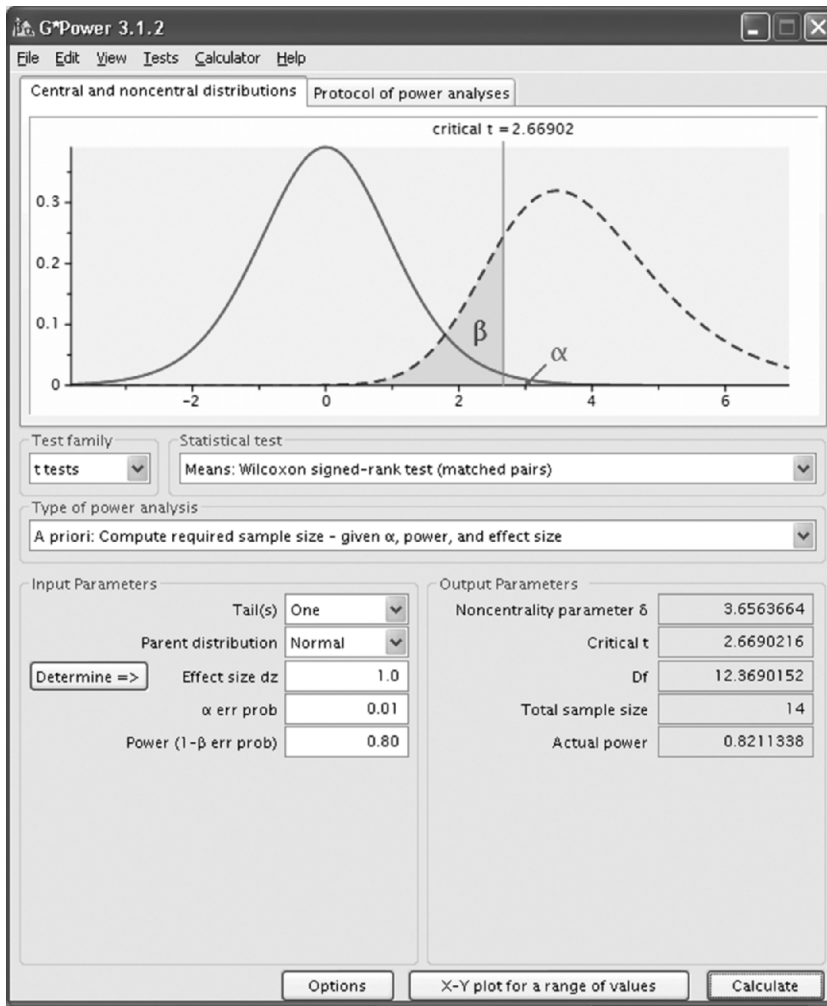 G*Power 3.1.2
File Edit View Tests Calculator Help
Central and noncentral distributions Protocol of power analyses
critical t = 2.66902
0.3
0.2
0.1
0
β
α
-2 0 2 4 6
Test family Statistical test
t tests Means: Wilcoxon signed-rank test (matched pairs)
Type of power analysis
A priori: Compute required sample size - given α, power, and effect size
Input Parameters Output Parameters
Tail(s) One Noncentrality parameter δ 3.6563664
Parent distribution Normal Critical t 2.6690216
Determine => Effect size dz 1.0 Df 12.3690152
α err prob 0.01 Total sample size 14
Power (1-β err prob) 0.80 Actual power 0.8211338
Options X-Y plot for a range of values Calculate